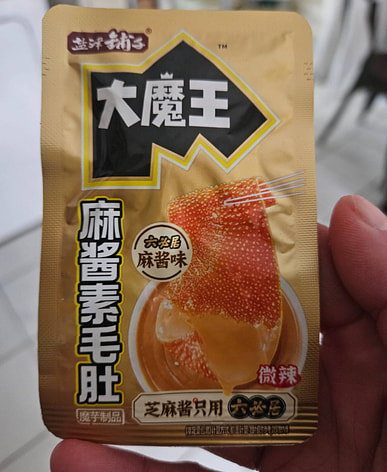 盐津铺子
TM
大魔王
麻酱素毛肚
六必居
麻酱味
微辣
魔芋制品
芝麻酱只用 六必居